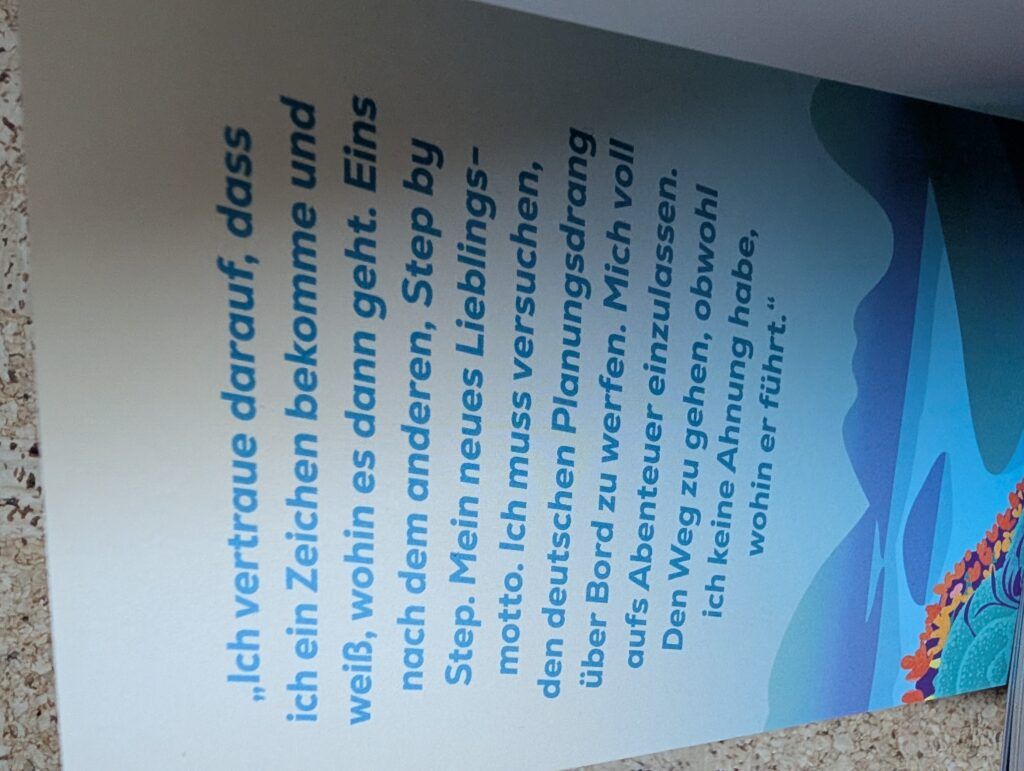 „Ich vertraue darauf, dass
ich ein Zeichen bekomme und
weiß, wohin es dann geht. Eins
nach dem anderen, Step by
Step. Mein neues Lieblings-
motto. Ich muss versuchen,
den deutschen Planungsdrang
über Bord zu werfen. Mich voll
aufs Abenteuer einzulassen.
Den Weg zu gehen, obwohl
ich keine Ahnung habe,
wohin er führt.“